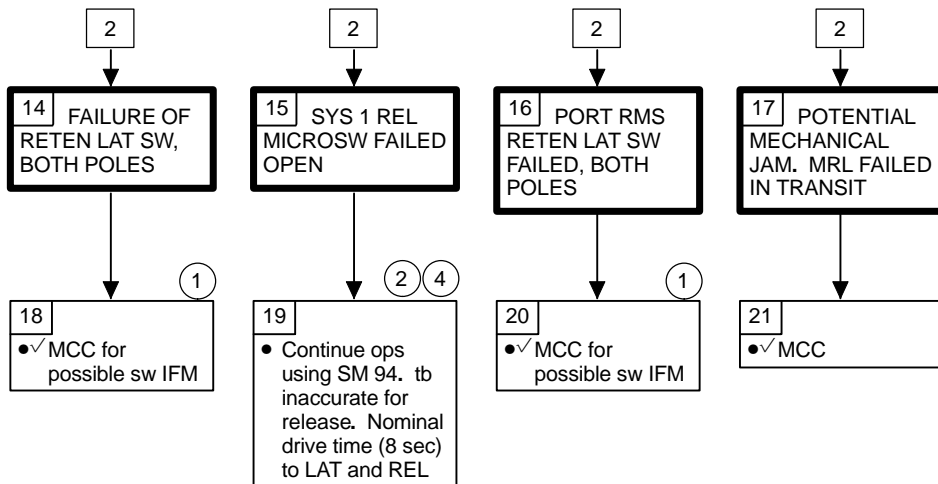 2
2
2
2
14 FAILURE OF
RETEN LAT SW,
BOTH POLES
15 SYS 1 REL
MICROSW FAILED
OPEN
16 PORT RMS
RETEN LAT SW
FAILED, BOTH
POLES
17 POTENTIAL
MECHANICAL
JAM. MRL FAILED
IN TRANSIT
1
18
●√ MCC for
possible sw IFM
2 4
19
● Continue ops
using SM 94. tb
inaccurate for
release. Nominal
drive time (8 sec)
to LAT and REL
1
20
●√ MCC for
possible sw IFM
21
●√ MCC